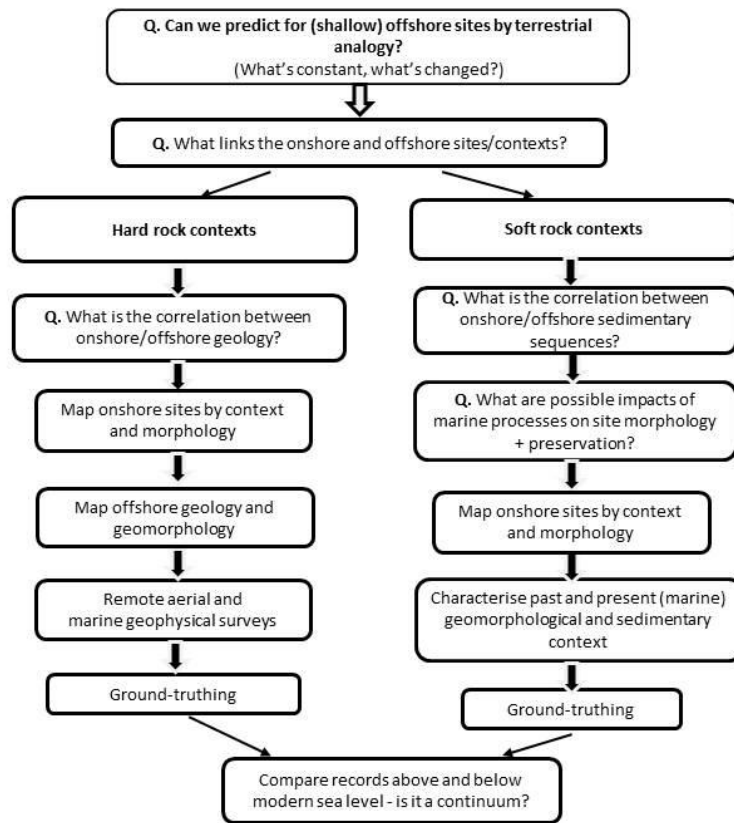 Q. Can we predict for (shallow) offshore sites by terrestrial
analogy?
(What's constant, what's changed?)
Q. What links the onshore and offshore sites/contexts?
Hard rock contexts
Q. What is the correlation between
onshore/offshore geology?
Map onshore sites by context
and morphology
Map offshore geology and
geomorphology
Remote aerial and
marine geophysical surveys
Ground-truthing
Soft rock contexts
Q. What is the correlation between
onshore/offshore sedimentary
sequences?
Q. What are possible impacts of
marine processes on site morphology
+ preservation?
Map onshore sites by context
and morphology
Characterise past and present (marine)
geomorphological and sedimentary
context
Ground-truthing
Compare records above and below
modern sea level - is it a continuum?